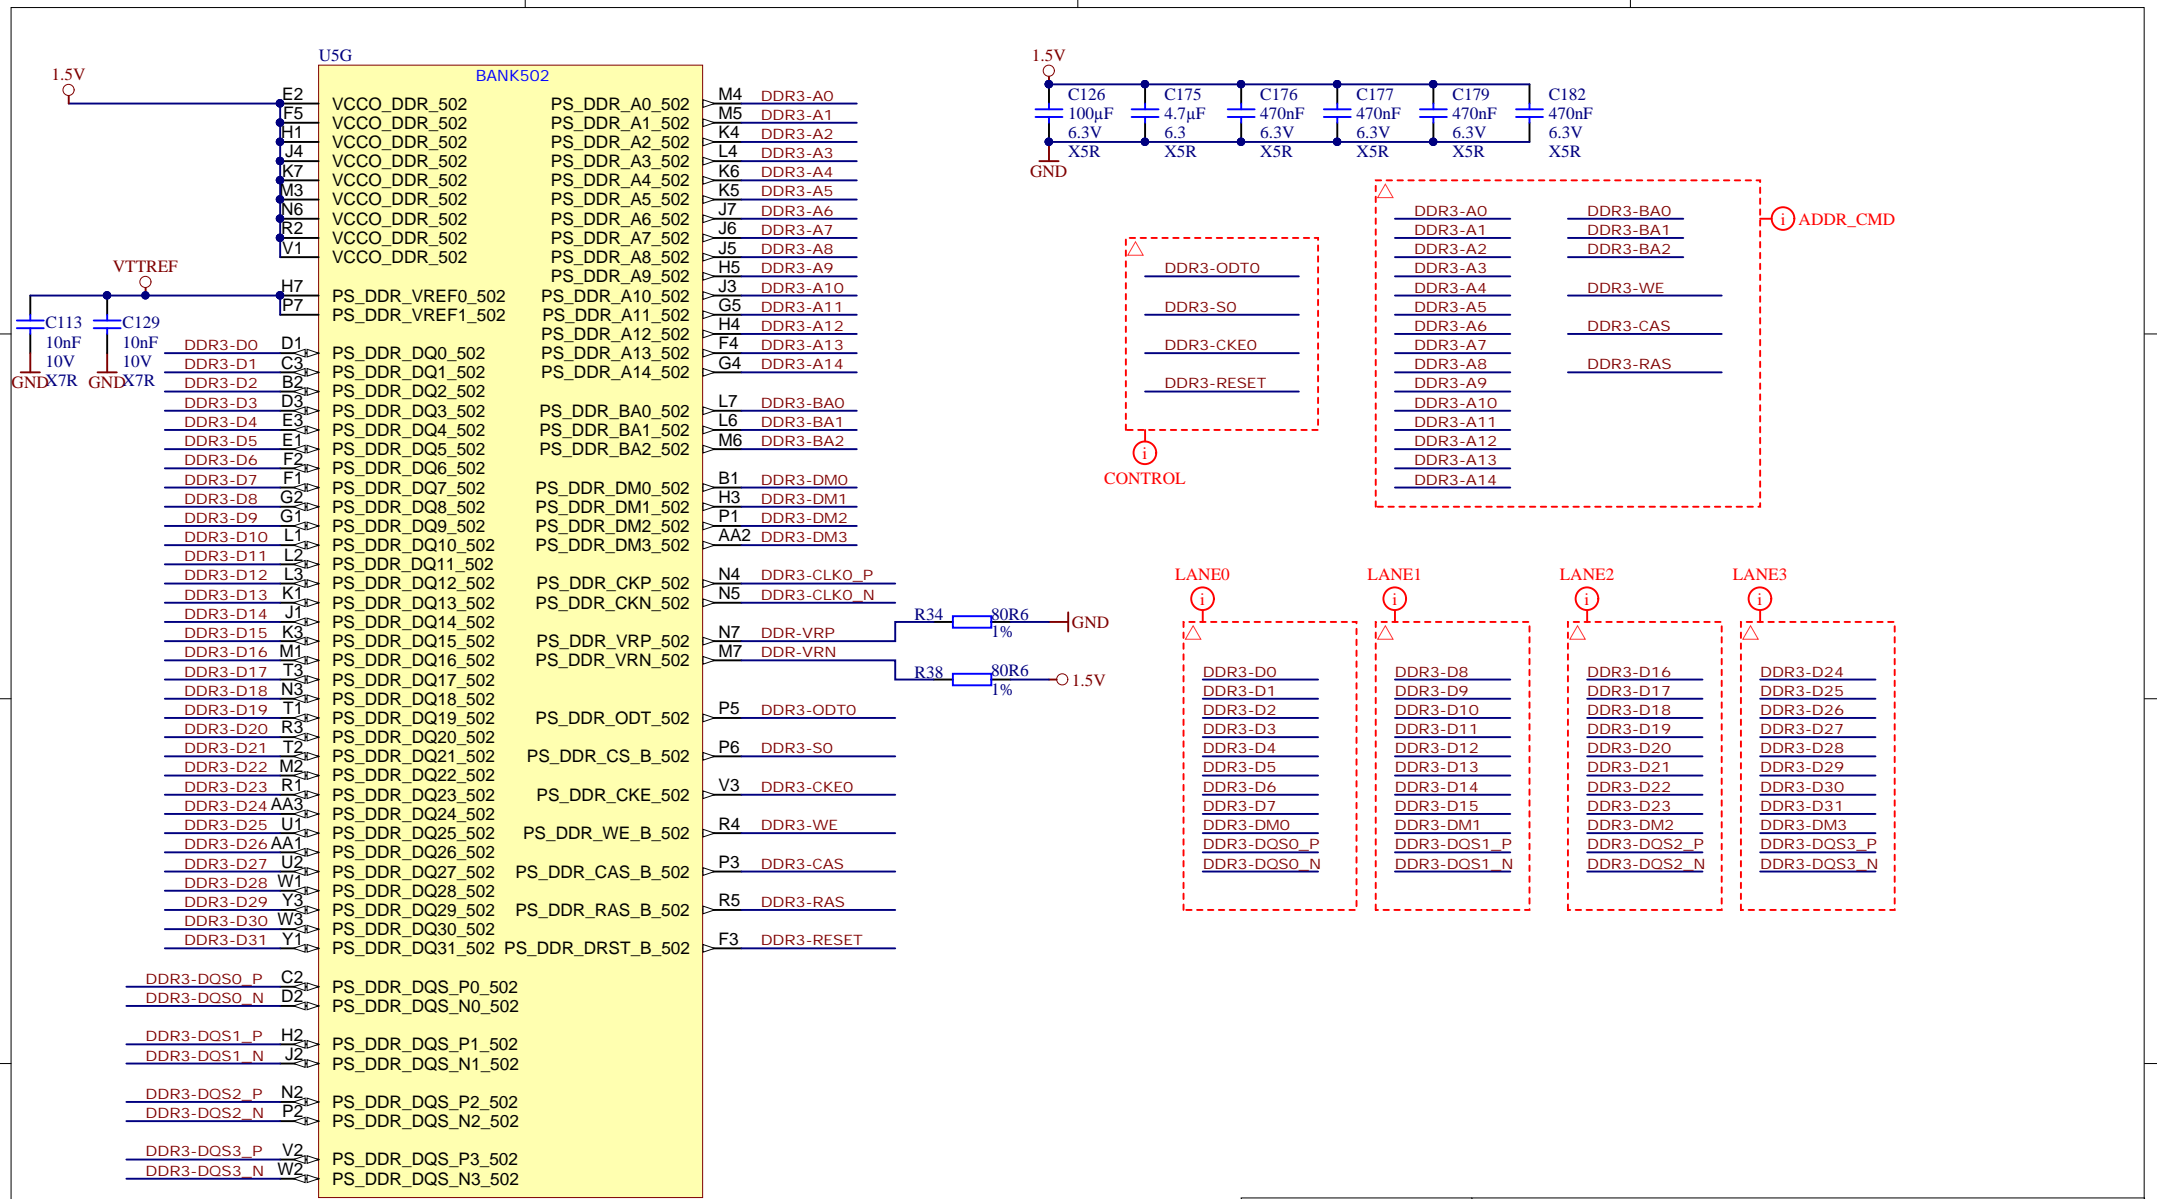 U5G
BANK502
1.5V
E2 VCCO_DDR_502
F5 VCCO_DDR_502
H1 VCCO_DDR_502
J4 VCCO_DDR_502
K7 VCCO_DDR_502
M3 VCCO_DDR_502
N6 VCCO_DDR_502
R2 VCCO_DDR_502
V1 VCCO_DDR_502
VTTREF
H7 PS_DDR_VREF0_502
P7 PS_DDR_VREF1_502
C113
10nF
10V
X7R
GND
C129
10nF
10V
X7R
GND
DDR3-D0 D1 PS_DDR_DQ0_502
DDR3-D1 C3 PS_DDR_DQ1_502
DDR3-D2 B2 PS_DDR_DQ2_502
DDR3-D3 D3 PS_DDR_DQ3_502
DDR3-D4 E3 PS_DDR_DQ4_502
DDR3-D5 E1 PS_DDR_DQ5_502
DDR3-D6 F2 PS_DDR_DQ6_502
DDR3-D7 F1 PS_DDR_DQ7_502
DDR3-D8 G2 PS_DDR_DQ8_502
DDR3-D9 G1 PS_DDR_DQ9_502
DDR3-D10 L1 PS_DDR_DQ10_502
DDR3-D11 L2 PS_DDR_DQ11_502
DDR3-D12 L3 PS_DDR_DQ12_502
DDR3-D13 K1 PS_DDR_DQ13_502
DDR3-D14 J1 PS_DDR_DQ14_502
DDR3-D15 K3 PS_DDR_DQ15_502
DDR3-D16 M1 PS_DDR_DQ16_502
DDR3-D17 T3 PS_DDR_DQ17_502
DDR3-D18 N3 PS_DDR_DQ18_502
DDR3-D19 T1 PS_DDR_DQ19_502
DDR3-D20 R3 PS_DDR_DQ20_502
DDR3-D21 T2 PS_DDR_DQ21_502
DDR3-D22 M2 PS_DDR_DQ22_502
DDR3-D23 R1 PS_DDR_DQ23_502
DDR3-D24 AA3 PS_DDR_DQ24_502
DDR3-D25 U1 PS_DDR_DQ25_502
DDR3-D26 AA1 PS_DDR_DQ26_502
DDR3-D27 U2 PS_DDR_DQ27_502
DDR3-D28 W1 PS_DDR_DQ28_502
DDR3-D29 Y3 PS_DDR_DQ29_502
DDR3-D30 W3 PS_DDR_DQ30_502
DDR3-D31 Y1 PS_DDR_DQ31_502
DDR3-DQS0_P C2 PS_DDR_DQS_P0_502
DDR3-DQS0_N D2 PS_DDR_DQS_N0_502
DDR3-DQS1_P H2 PS_DDR_DQS_P1_502
DDR3-DQS1_N J2 PS_DDR_DQS_N1_502
DDR3-DQS2_P N2 PS_DDR_DQS_P2_502
DDR3-DQS2_N P2 PS_DDR_DQS_N2_502
DDR3-DQS3_P V2 PS_DDR_DQS_P3_502
DDR3-DQS3_N W2 PS_DDR_DQS_N3_502
PS_DDR_A0_502 M4 DDR3-A0
PS_DDR_A1_502 M5 DDR3-A1
PS_DDR_A2_502 K4 DDR3-A2
PS_DDR_A3_502 L4 DDR3-A3
PS_DDR_A4_502 K6 DDR3-A4
PS_DDR_A5_502 K5 DDR3-A5
PS_DDR_A6_502 J7 DDR3-A6
PS_DDR_A7_502 J6 DDR3-A7
PS_DDR_A8_502 J5 DDR3-A8
PS_DDR_A9_502 H5 DDR3-A9
PS_DDR_A10_502 J3 DDR3-A10
PS_DDR_A11_502 G5 DDR3-A11
PS_DDR_A12_502 H4 DDR3-A12
PS_DDR_A13_502 F4 DDR3-A13
PS_DDR_A14_502 G4 DDR3-A14
PS_DDR_BA0_502 L7 DDR3-BA0
PS_DDR_BA1_502 L6 DDR3-BA1
PS_DDR_BA2_502 M6 DDR3-BA2
PS_DDR_DM0_502 B1 DDR3-DM0
PS_DDR_DM1_502 H3 DDR3-DM1
PS_DDR_DM2_502 P1 DDR3-DM2
PS_DDR_DM3_502 AA2 DDR3-DM3
PS_DDR_CKP_502 N4 DDR3-CLK0_P
PS_DDR_CKN_502 N5 DDR3-CLK0_N
PS_DDR_VRP_502 N7 DDR-VRP
PS_DDR_VRN_502 M7 DDR-VRN
R34 80R6
1%
GND
R38 80R6
1%
1.5V
PS_DDR_ODT_502 P5 DDR3-ODT0
PS_DDR_CS_B_502 P6 DDR3-S0
PS_DDR_CKE_502 V3 DDR3-CKE0
PS_DDR_WE_B_502 R4 DDR3-WE
PS_DDR_CAS_B_502 P3 DDR3-CAS
PS_DDR_RAS_B_502 R5 DDR3-RAS
PS_DDR_DRST_B_502 F3 DDR3-RESET
1.5V
C126
100µF
6.3V
X5R
C175
4.7µF
6.3
X5R
C176
470nF
6.3V
X5R
C177
470nF
6.3V
X5R
C179
470nF
6.3V
X5R
C182
470nF
6.3V
X5R
GND
DDR3-ODT0
DDR3-S0
DDR3-CKE0
DDR3-RESET
i
CONTROL
DDR3-A0
DDR3-A1
DDR3-A2
DDR3-A3
DDR3-A4
DDR3-A5
DDR3-A6
DDR3-A7
DDR3-A8
DDR3-A9
DDR3-A10
DDR3-A11
DDR3-A12
DDR3-A13
DDR3-A14
DDR3-BA0
DDR3-BA1
DDR3-BA2
DDR3-WE
DDR3-CAS
DDR3-RAS
i ADDR_CMD
LANE0
i
DDR3-D0
DDR3-D1
DDR3-D2
DDR3-D3
DDR3-D4
DDR3-D5
DDR3-D6
DDR3-D7
DDR3-DM0
DDR3-DQS0_P
DDR3-DQS0_N
LANE1
i
DDR3-D8
DDR3-D9
DDR3-D10
DDR3-D11
DDR3-D12
DDR3-D13
DDR3-D14
DDR3-D15
DDR3-DM1
DDR3-DQS1_P
DDR3-DQS1_N
LANE2
i
DDR3-D16
DDR3-D17
DDR3-D18
DDR3-D19
DDR3-D20
DDR3-D21
DDR3-D22
DDR3-D23
DDR3-DM2
DDR3-DQS2_P
DDR3-DQS2_N
LANE3
i
DDR3-D24
DDR3-D25
DDR3-D26
DDR3-D27
DDR3-D28
DDR3-D29
DDR3-D30
DDR3-D31
DDR3-DM3
DDR3-DQS3_P
DDR3-DQS3_N